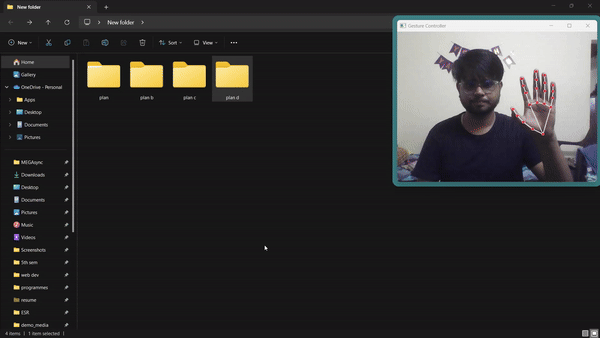 New folder
New folder
New
Sort
View
Gesture Controller
Home
Gallery
OneDrive - Personal
Apps
Desktop
Documents
Pictures
plan
plan b
plan c
plan d
MEGAsync
Downloads
Desktop
Documents
Pictures
Music
Videos
Screenshots
5th sem
web dev
programmes
resume
ESR
demo_media
4 items
1 item selected